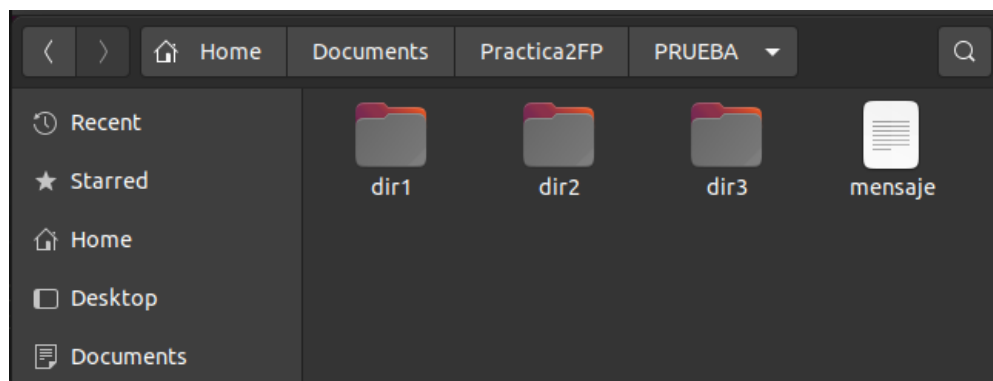 Home Documents Practica2FP PRUEBA
Recent
Starred
Home
Desktop
Documents
dir1 dir2 dir3 mensaje